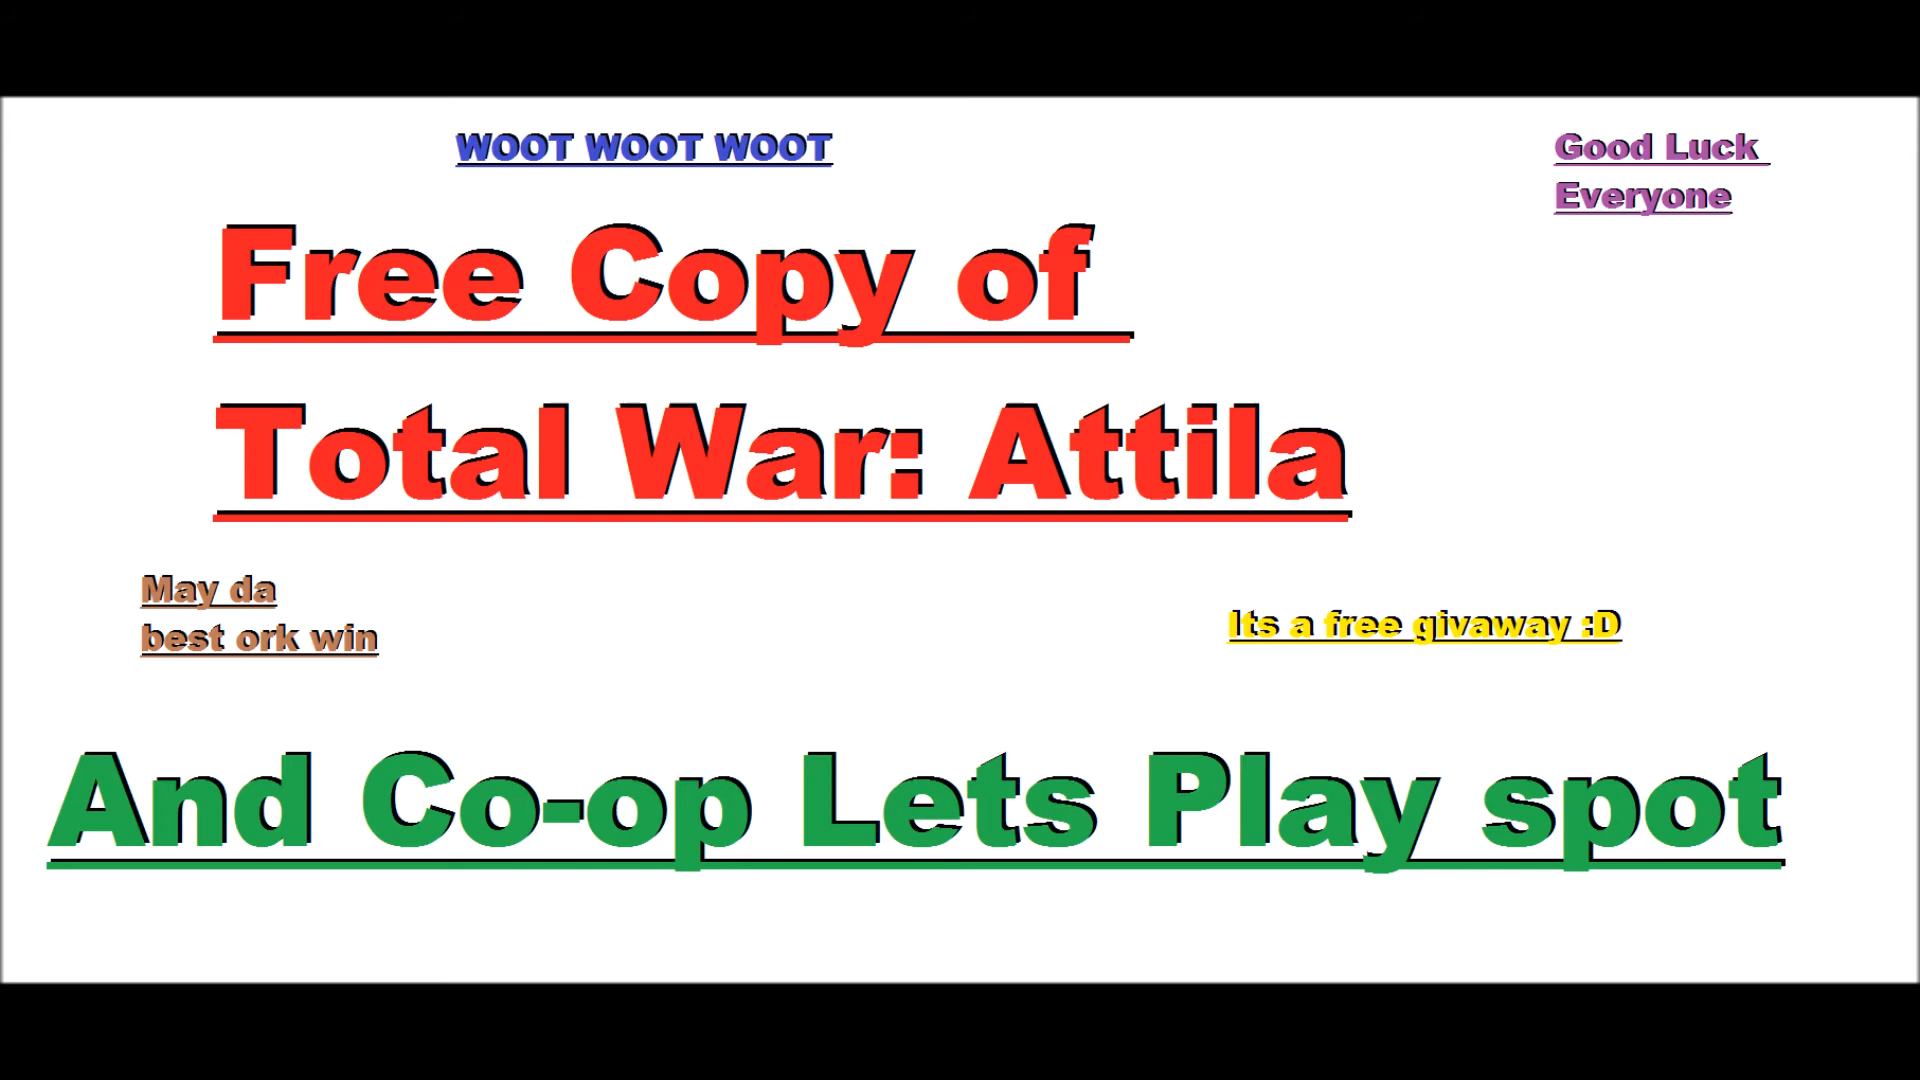 WOOT WOOT WOOT
Good Luck
Everyone
Free Copy of
Total War: Attila
May da
best ork win
Its a free givaway :D
And Co-op Lets Play spot